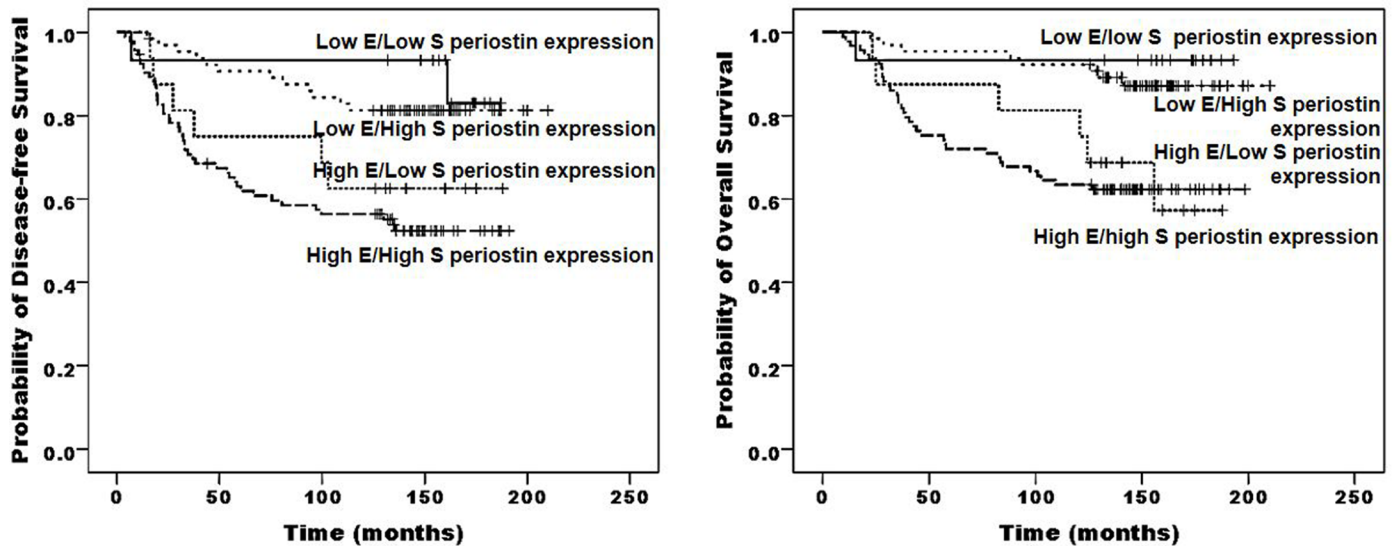 Probability of Disease-free Survival
1.0
0.8
0.6
0.4
0.2
0.0
Low E/Low S periostin expression
Low E/High S periostin expression
High E/Low S periostin expression
High E/High S periostin expression
0 50 100 150 200 250
Time (months)
Probability of Overall Survival
1.0
0.8
0.6
0.4
0.2
0.0
Low E/low S periostin expression
Low E/High S periostin
expression
High E/Low S periostin
expression
High E/high S periostin expression
0 50 100 150 200 250
Time (months)